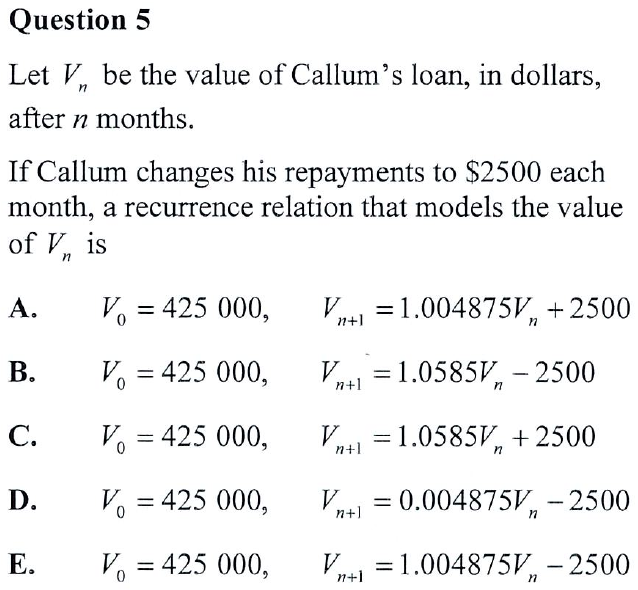 Question 5
Let Vₙ be the value of Callum's loan, in dollars,
after n months.
If Callum changes his repayments to $2500 each
month, a recurrence relation that models the value
of Vₙ is
A. V₀ = 425 000, Vₙ₊₁ = 1.004875Vₙ + 2500
B. V₀ = 425 000, Vₙ₊₁ = 1.0585Vₙ − 2500
C. V₀ = 425 000, Vₙ₊₁ = 1.0585Vₙ + 2500
D. V₀ = 425 000, Vₙ₊₁ = 0.004875Vₙ − 2500
E. V₀ = 425 000, Vₙ₊₁ = 1.004875Vₙ − 2500